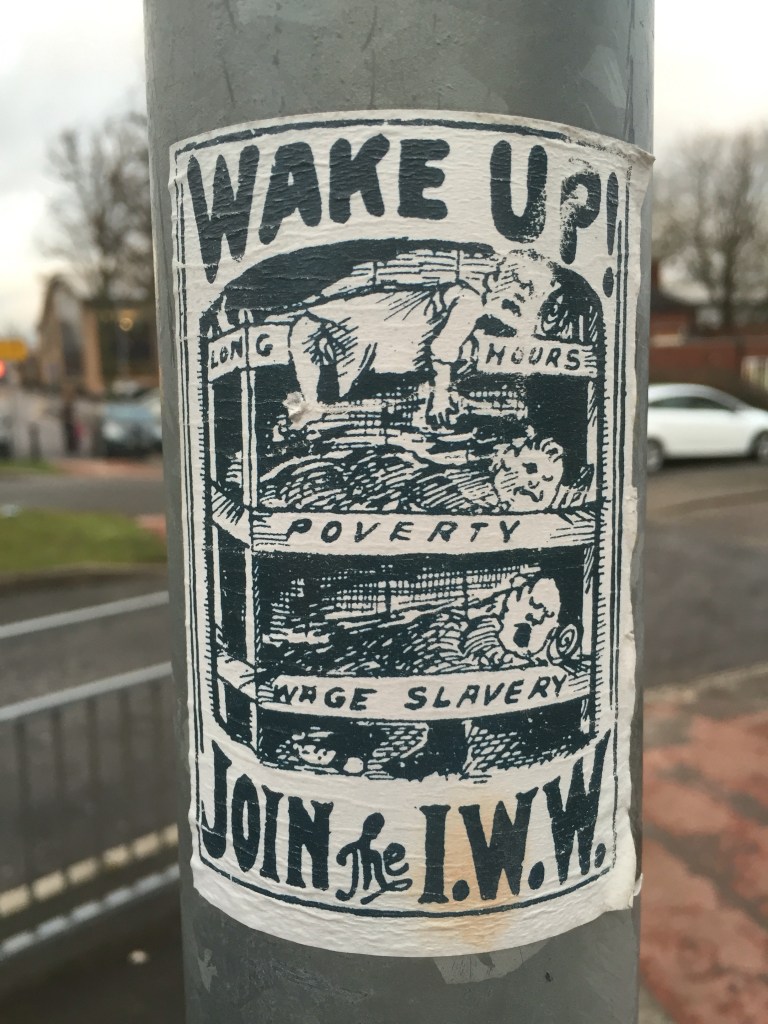 WAKE UP!
LONG HOURS
POVERTY
WAGE SLAVERY
JOIN the I.W.W.